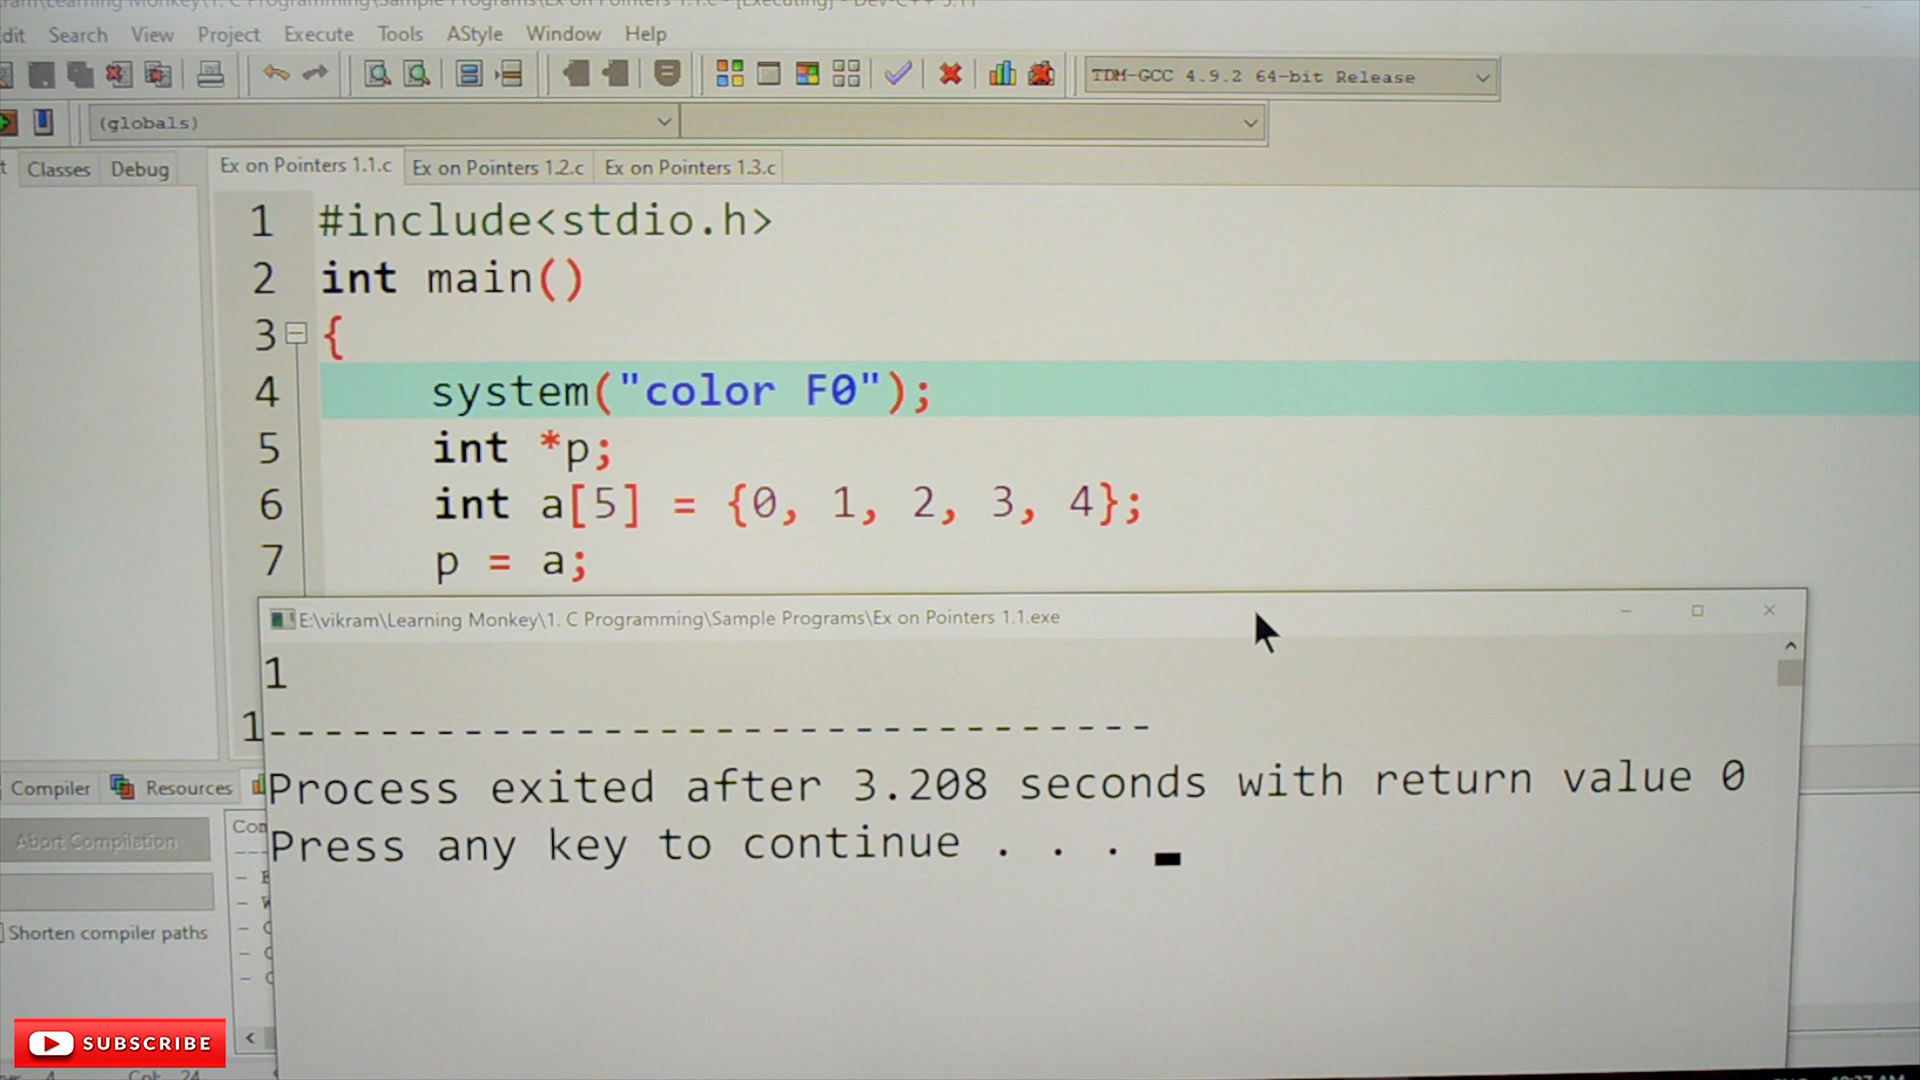 Search View Project Execute Tools AStyle Window Help
TDM-GCC 4.9.2 64-bit Release
(globals)
Classes Debug Ex on Pointers 1.1.c Ex on Pointers 1.2.c Ex on Pointers 1.3.c
1 #include<stdio.h>
2 int main()
3 {
4 system("color F0");
5 int *p;
6 int a[5] = {0, 1, 2, 3, 4};
7 p = a;
E:\vikram\Learning Monkey\1. C Programming\Sample Programs\Ex on Pointers 1.1.exe
1
1 --------------------------------
Process exited after 3.208 seconds with return value 0
Press any key to continue . . .
Compiler Resources
Abort Compilation
Shorten compiler paths
SUBSCRIBE